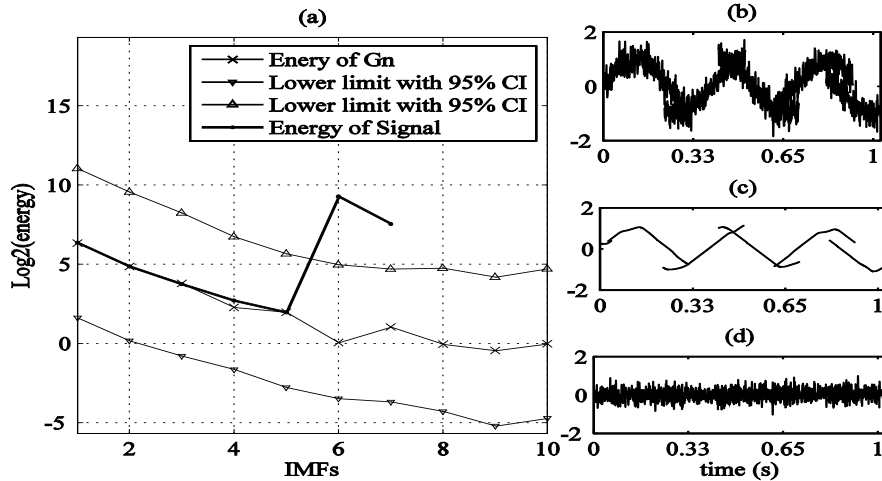 (a)
Enery of Gn
Lower limit with 95% CI
Lower limit with 95% CI
Energy of Signal
Log2(energy)
15
10
5
0
-5
2
4
6
8
10
IMFs
(b)
2
0
-2
0
0.33
0.65
1
(c)
2
0
-2
0
0.33
0.65
1
(d)
2
0
-2
0
0.33
0.65
1
time (s)